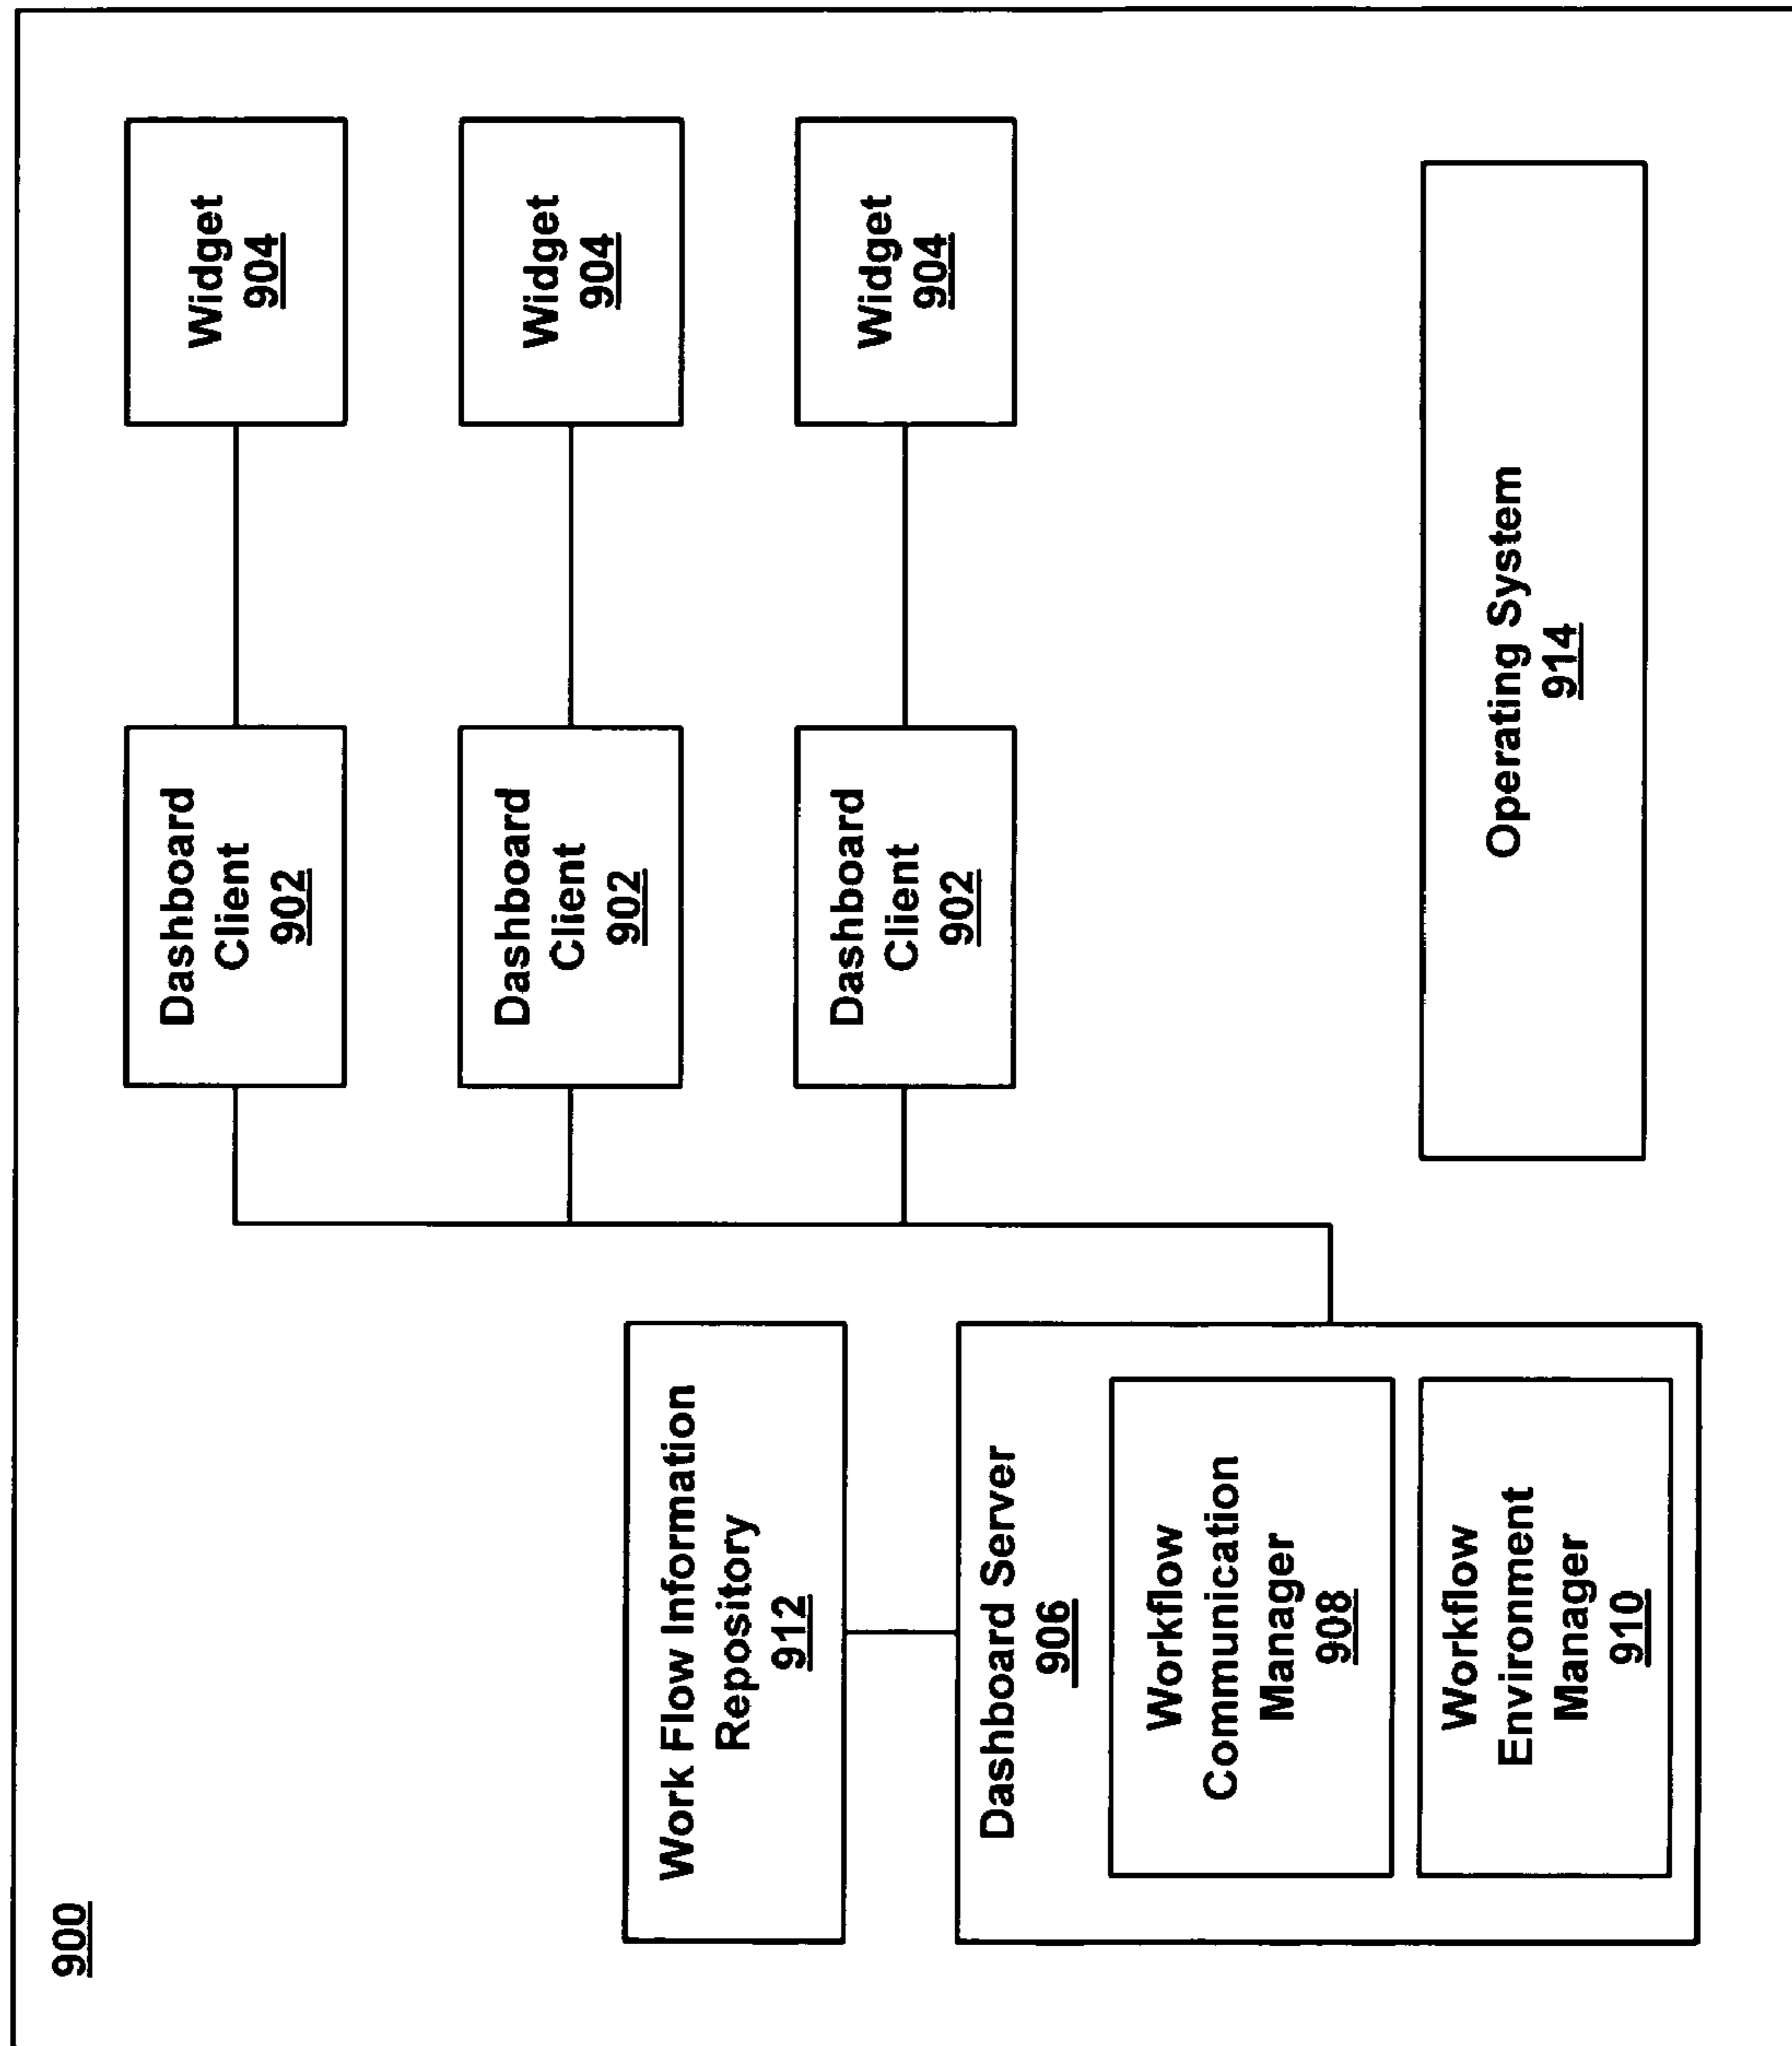 900
Work Flow Information
Repository
912
Dashboard Server
906
Workflow
Communication
Manager
908
Workflow
Environment
Manager
910
Dashboard
Client
902
Widget
904
Dashboard
Client
902
Widget
904
Dashboard
Client
902
Widget
904
Operating System
914